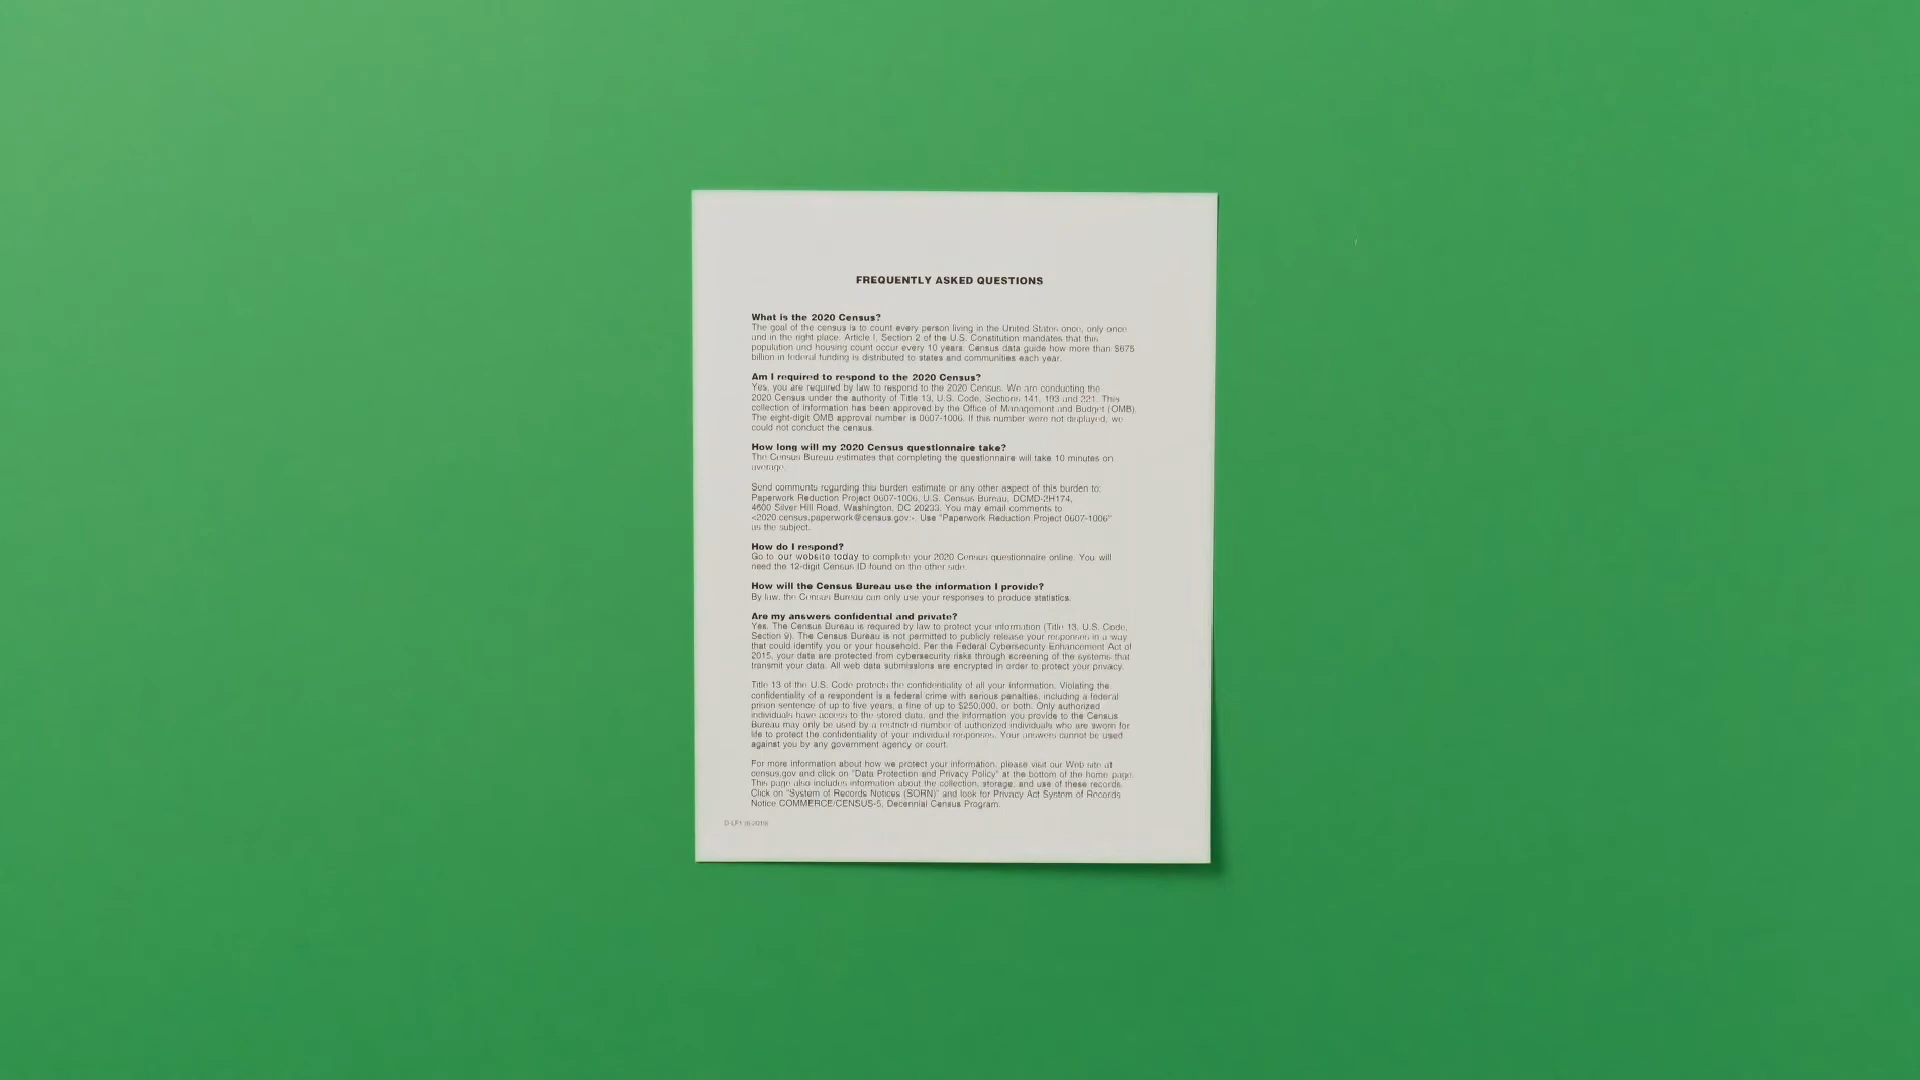 FREQUENTLY ASKED QUESTIONS
What is the 2020 Census?
The goal of the census is to count every person living in the United States once, only once
and in the right place. Article I, Section 2 of the U.S. Constitution mandates that this
population and housing count occur every 10 years. Census data guide how more than $675
billion in federal funding is distributed to states and communities each year.
Am I required to respond to the 2020 Census?
Yes, you are required by law to respond to the 2020 Census. We are conducting the
2020 Census under the authority of Title 13, U.S. Code, Sections 141, 193 and 221. This
collection of information has been approved by the Office of Management and Budget (OMB).
The eight-digit OMB approval number is 0607-1006. If this number were not displayed, we
could not conduct the census.
How long will my 2020 Census questionnaire take?
The Census Bureau estimates that completing the questionnaire will take 10 minutes on
average.
Send comments regarding this burden estimate or any other aspect of this burden to:
Paperwork Reduction Project 0607-1006, U.S. Census Bureau, DCMD-2H174,
4600 Silver Hill Road, Washington, DC 20233. You may email comments to
<2020.census.paperwork@census.gov>. Use "Paperwork Reduction Project 0607-1006"
as the subject.
How do I respond?
Go to our website today to complete your 2020 Census questionnaire online. You will
need the 12-digit Census ID found on the other side.
How will the Census Bureau use the information I provide?
By law, the Census Bureau can only use your responses to produce statistics.
Are my answers confidential and private?
Yes. The Census Bureau is required by law to protect your information (Title 13, U.S. Code,
Section 9). The Census Bureau is not permitted to publicly release your responses in a way
that could identify you or your household. Per the Federal Cybersecurity Enhancement Act of
2015, your data are protected from cybersecurity risks through screening of the systems that
transmit your data. All web data submissions are encrypted in order to protect your privacy.
Title 13 of the U.S. Code protects the confidentiality of all your information. Violating the
confidentiality of a respondent is a federal crime with serious penalties, including a federal
prison sentence of up to five years, a fine of up to $250,000, or both. Only authorized
individuals have access to the stored data, and the information you provide to the Census
Bureau may only be used by a restricted number of authorized individuals who are sworn for
life to protect the confidentiality of your individual responses. Your answers cannot be used
against you by any government agency or court.
For more information about how we protect your information, please visit our Web site at
census.gov and click on "Data Protection and Privacy Policy" at the bottom of the home page.
This page also includes information about the collection, storage, and use of these records.
Click on "System of Records Notices (SORN)" and look for Privacy Act System of Records
Notice COMMERCE/CENSUS-5, Decennial Census Program.